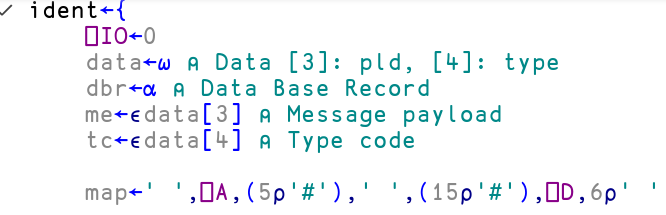 ✓ ident←{
⎕IO←0
data←⍵ ⍝ Data [3]: pld, [4]: type
dbr←⍺ ⍝ Data Base Record
me←∊data[3] ⍝ Message payload
tc←∊data[4] ⍝ Type code
map←' ',⎕A,(5⍴'#'),' ',(15⍴'#'),⎕D,6⍴' '